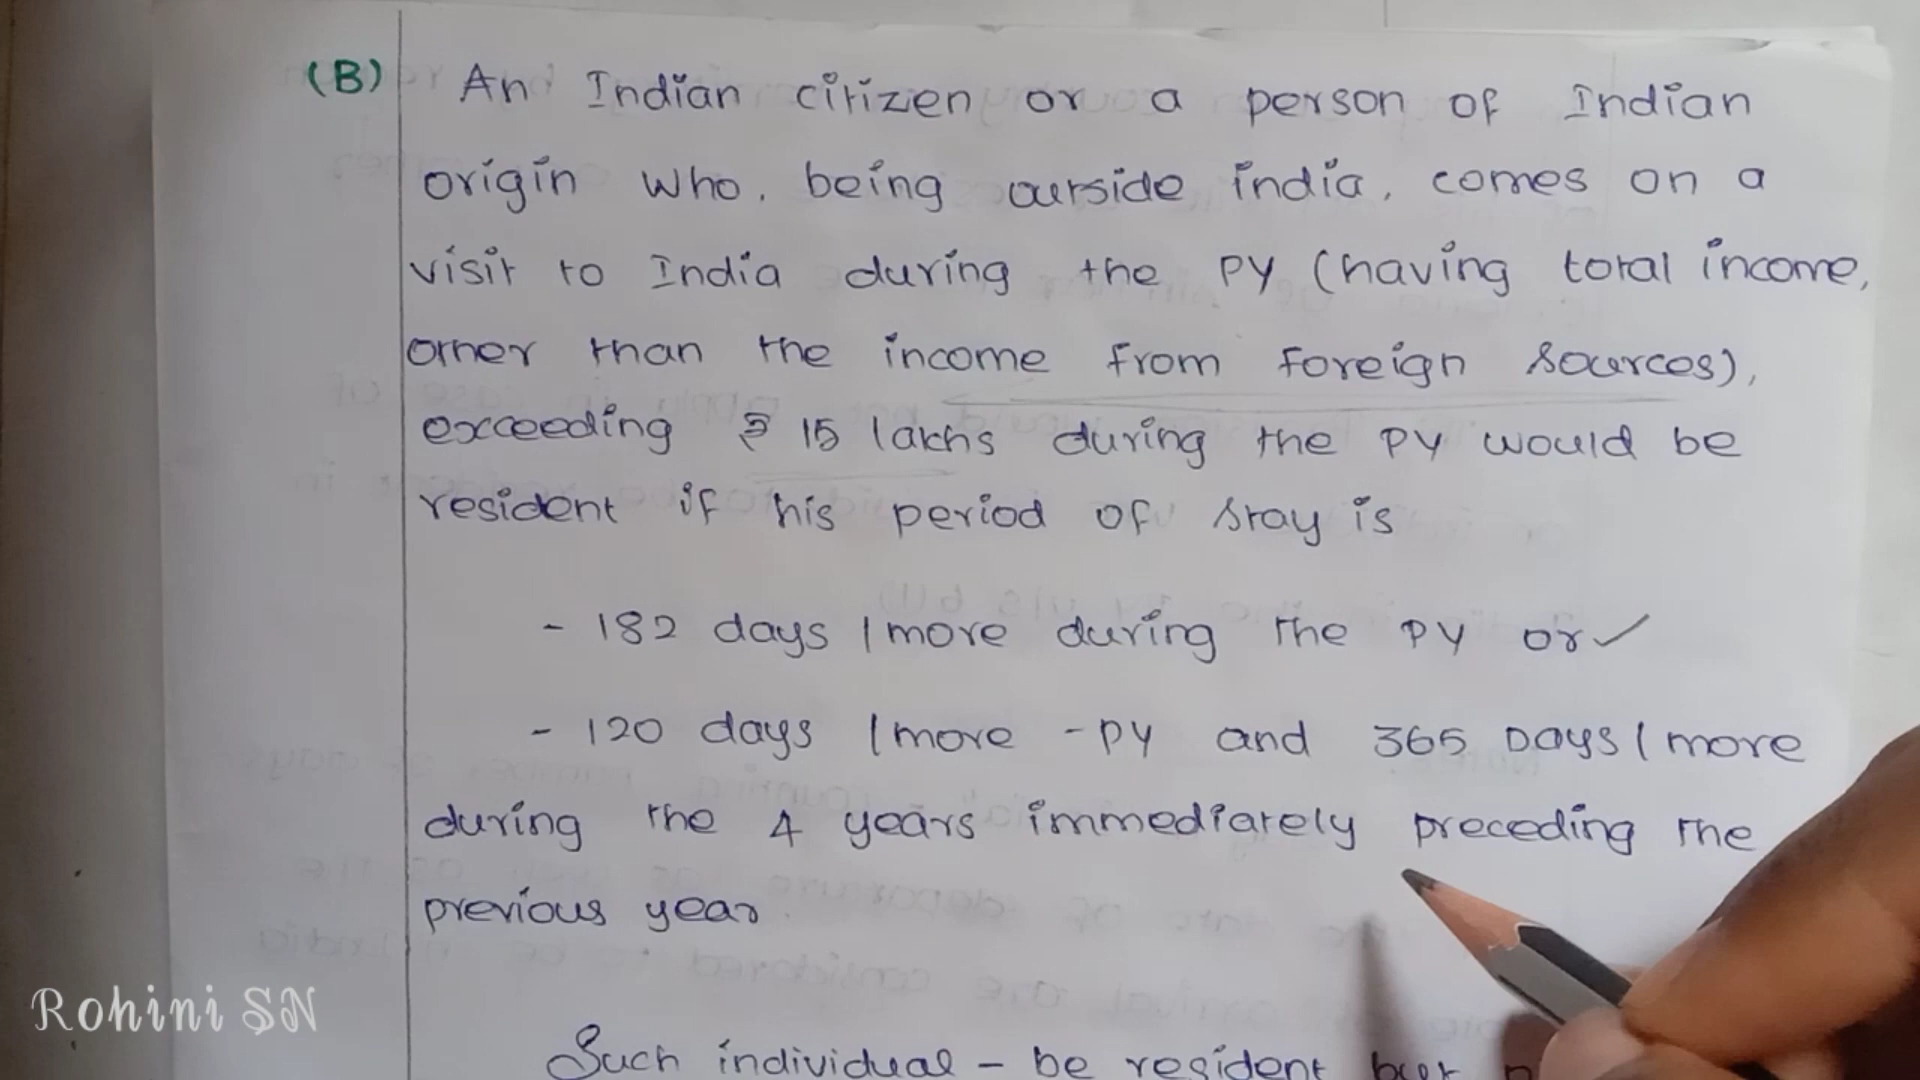 (B) An Indian citizen or a person of Indian
origin who, being outside india, comes on a
visit to India during the PY (having total income,
other than the income from foreign sources),
exceeding ₹ 15 lakhs during the PY would be
resident if his period of stay is
- 182 days / more during the PY or ✓
- 120 days / more - PY and 365 Days / more
during the 4 years immediately preceding the
previous year.
Such individual - be resident but
Rohini SN